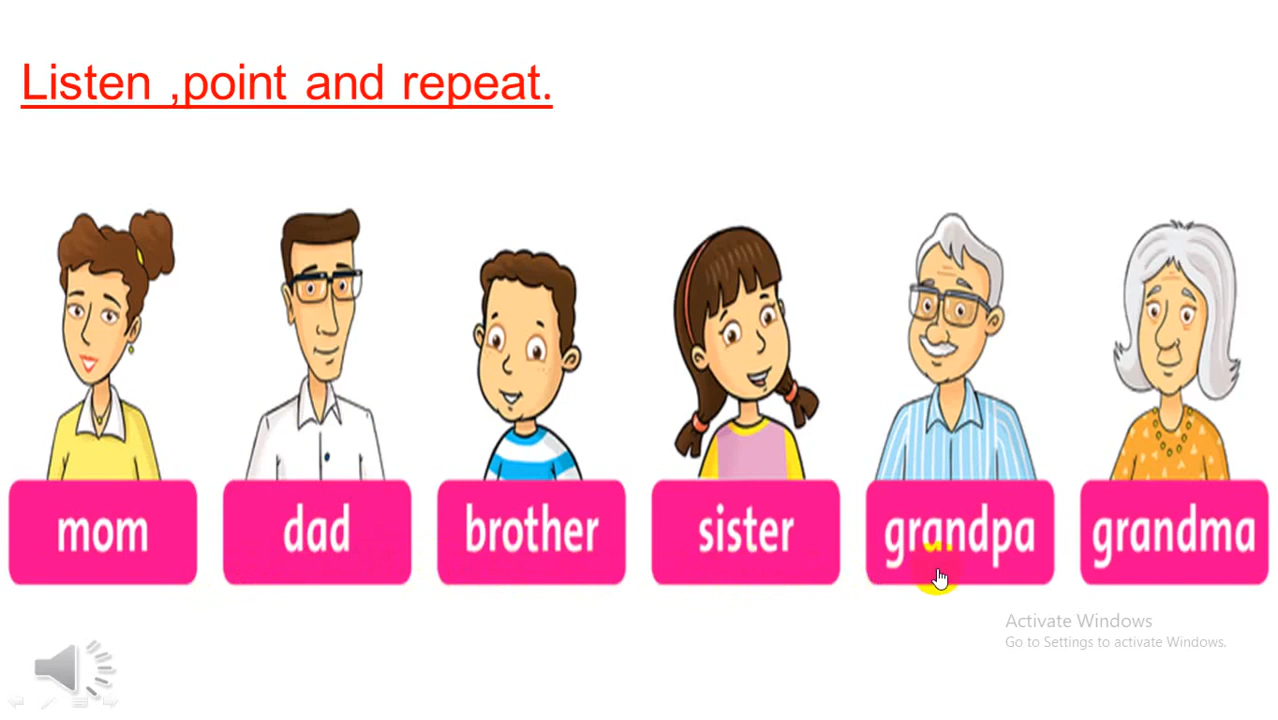 Listen ,point and repeat.
mom dad brother sister grandpa grandma
Activate Windows
Go to Settings to activate Windows.